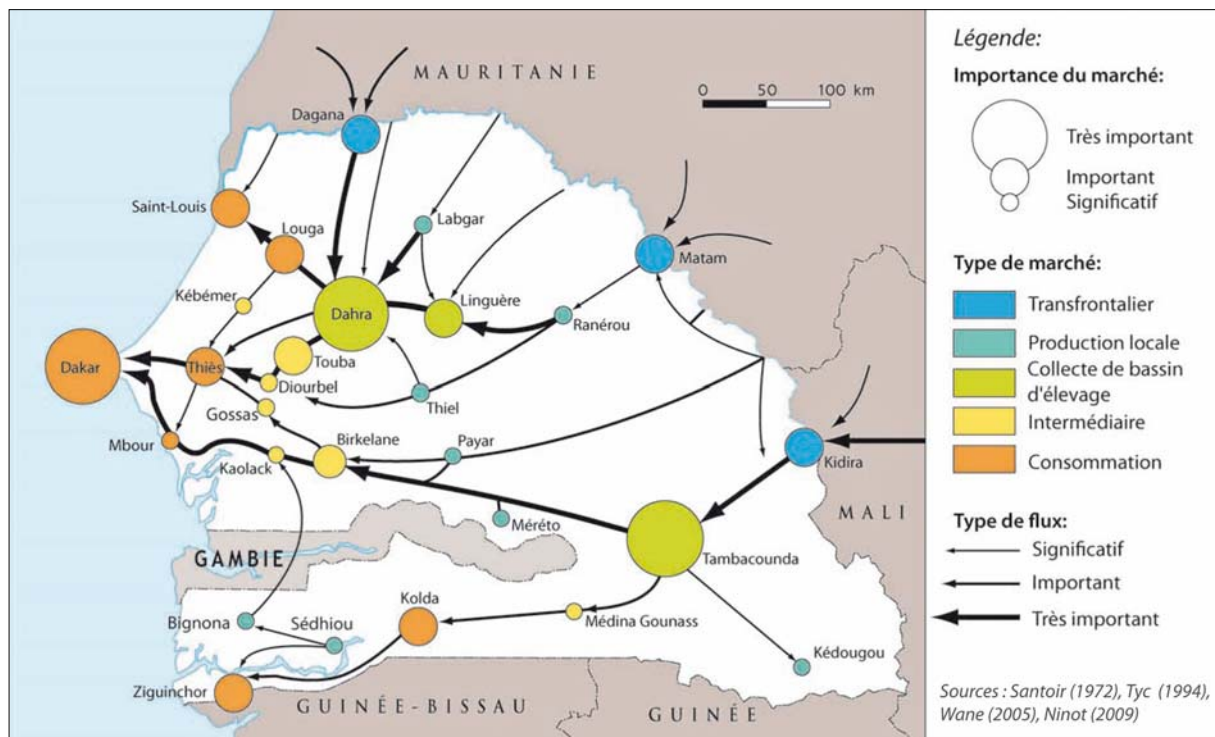 MAURITANIE
0 50 100 km
Dagana
Saint-Louis
Louga
Labgar
Matam
Kébémer
Dahra
Linguère
Ranérou
Dakar
Thiès
Touba
Diourbel
Thiel
Gossas
Mbour
Birkelane
Payar
Kaolack
Kidira
Méréto
MALI
GAMBIE
Tambacounda
Kolda
Bignona
Sédhiou
Médina Gounass
Kédougou
Ziguinchor
GUINÉE-BISSAU
GUINÉE
Légende:
Importance du marché:
Très important
Important
Significatif
Type de marché:
Transfrontalier
Production locale
Collecte de bassin
d'élevage
Intermédiaire
Consommation
Type de flux:
Significatif
Important
Très important
Sources : Santoir (1972), Tyc (1994),
Wane (2005), Ninot (2009)